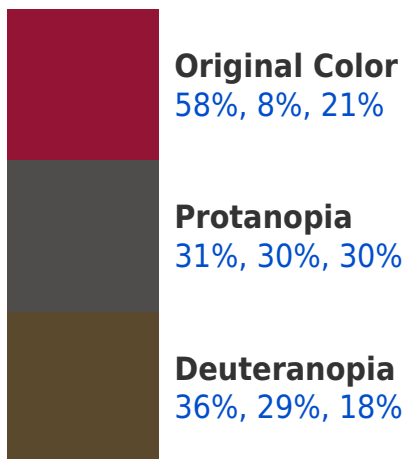 Original Color
58%, 8%, 21%
Protanopia
31%, 30%, 30%
Deuteranopia
36%, 29%, 18%